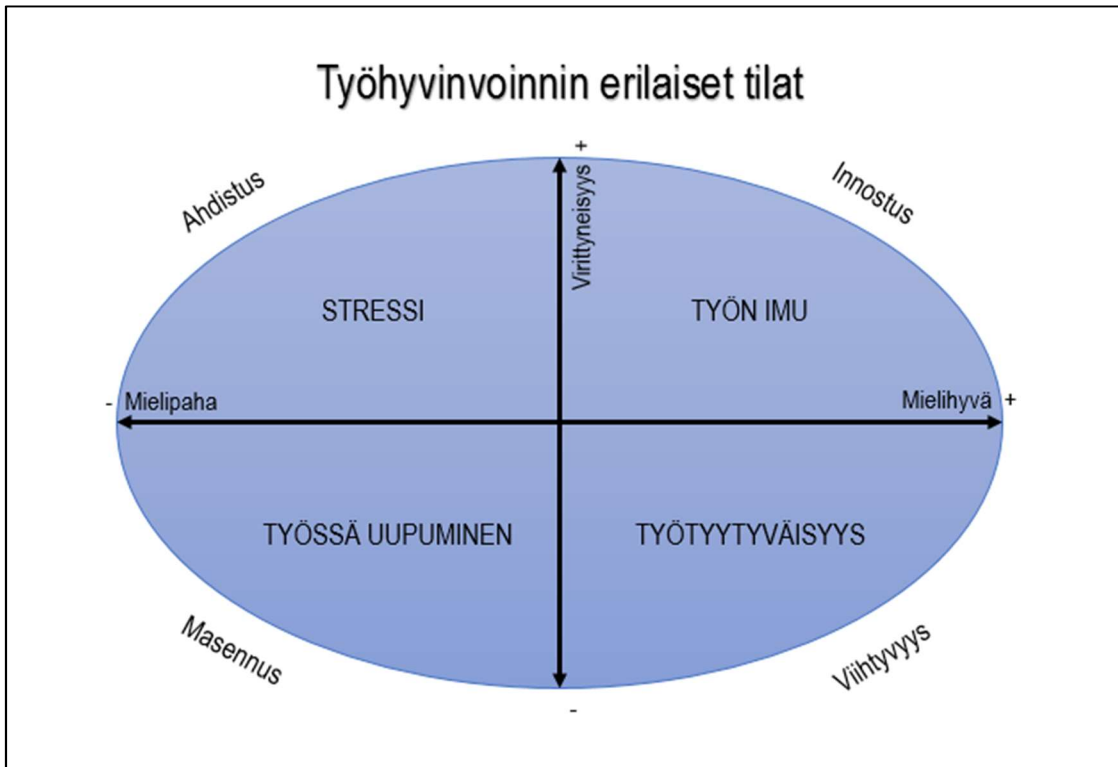 Työhyvinvoinnin erilaiset tilat
+
Ahdistus
Innostus
Virittyneisyys
STRESSI
TYÖN IMU
- Mielipaha
Mielihyvä +
TYÖSSÄ UUPUMINEN
TYÖTYYTYVÄISYYS
Masennus
Viihtyvyys
-